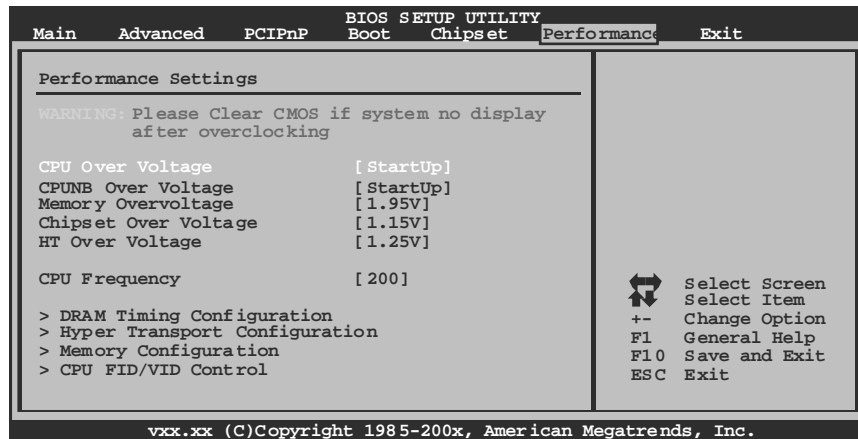 BIOS SETUP UTILITY
Main Advanced PCIPnP Boot Chipset Performance Exit
Performance Settings
WARNING: Please Clear CMOS if system no display
after overclocking
CPU Over Voltage [StartUp]
CPUNB Over Voltage [StartUp]
Memory Overvoltage [1.95V]
Chipset Over Voltage [1.15V]
HT Over Voltage [1.25V]
CPU Frequency [200]
> DRAM Timing Configuration
> Hyper Transport Configuration
> Memory Configuration
> CPU FID/VID Control
Select Screen
Select Item
+- Change Option
F1 General Help
F10 Save and Exit
ESC Exit
vxx.xx (C)Copyright 1985-200x, American Megatrends, Inc.